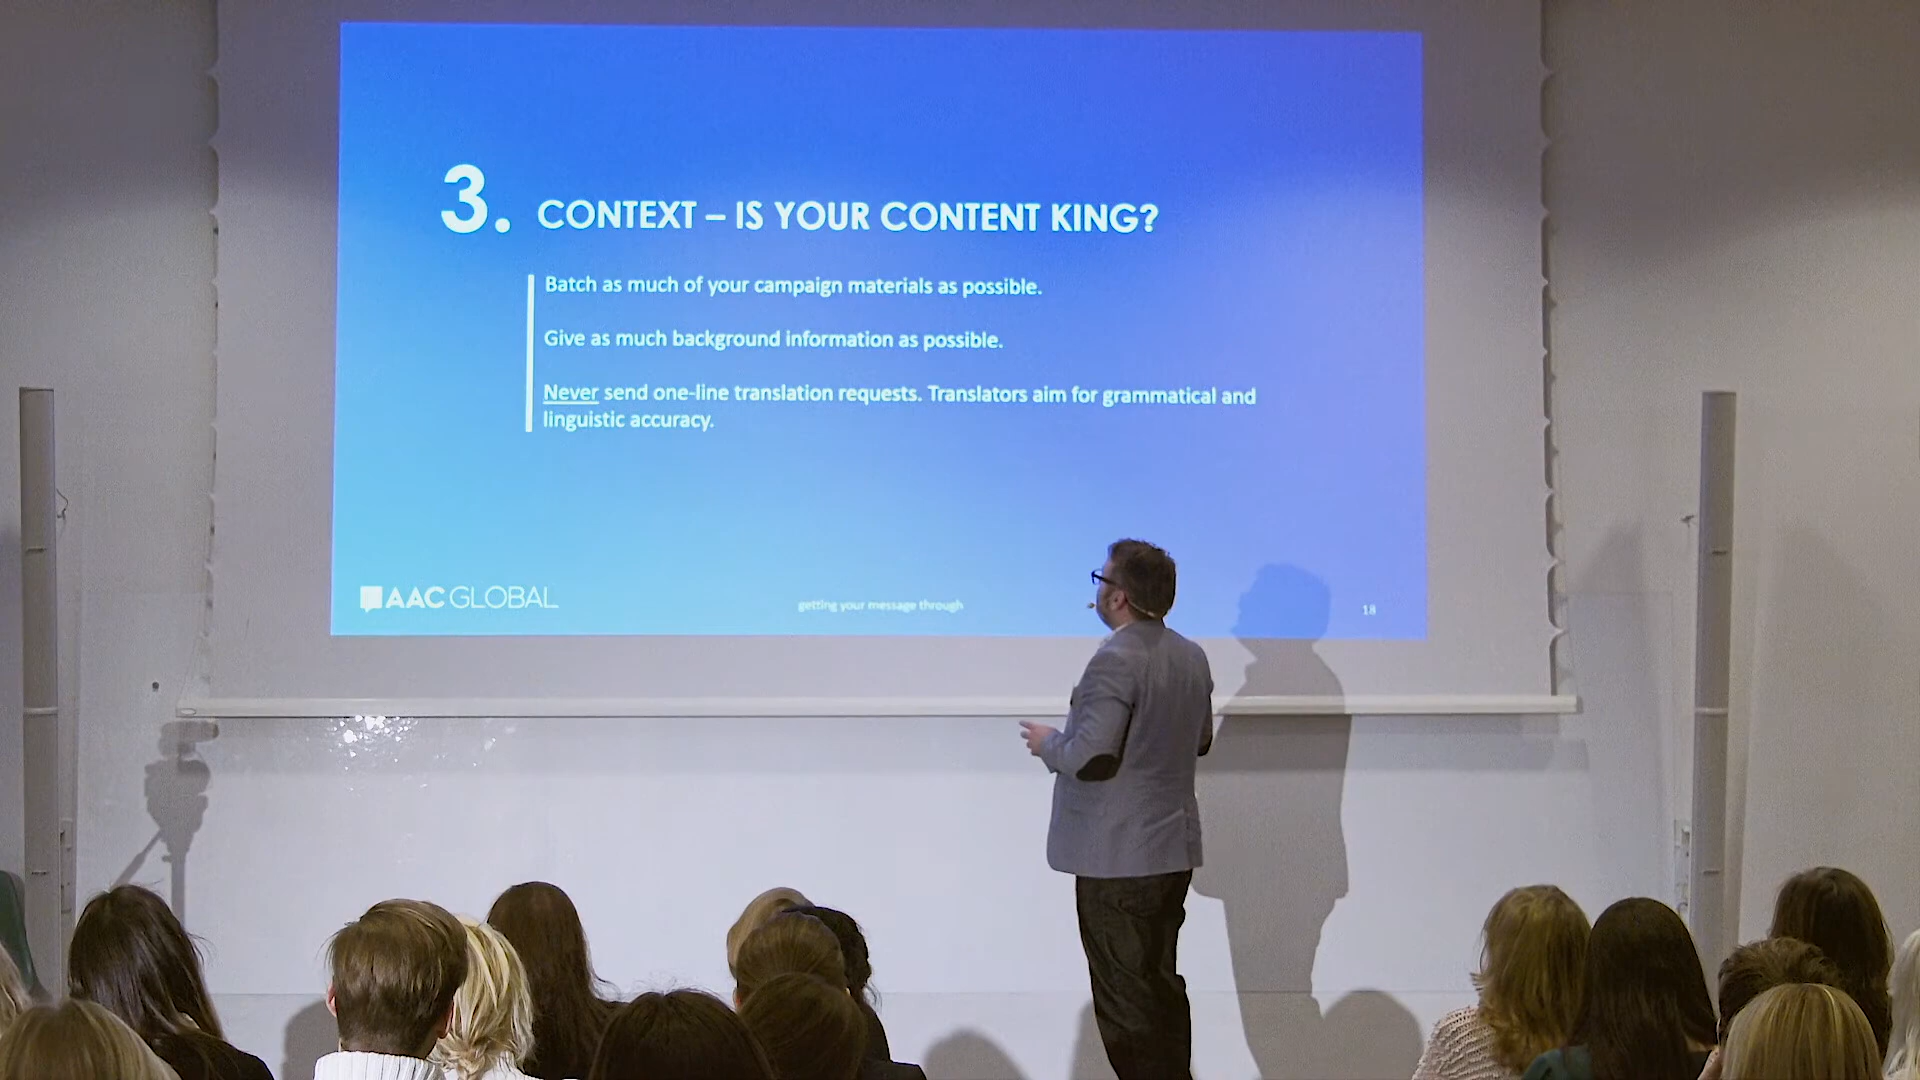 3. CONTEXT – IS YOUR CONTENT KING?
Batch as much of your campaign materials as possible.
Give as much background information as possible.
Never send one-line translation requests. Translators aim for grammatical and
linguistic accuracy.
AAC GLOBAL
getting your message through
18